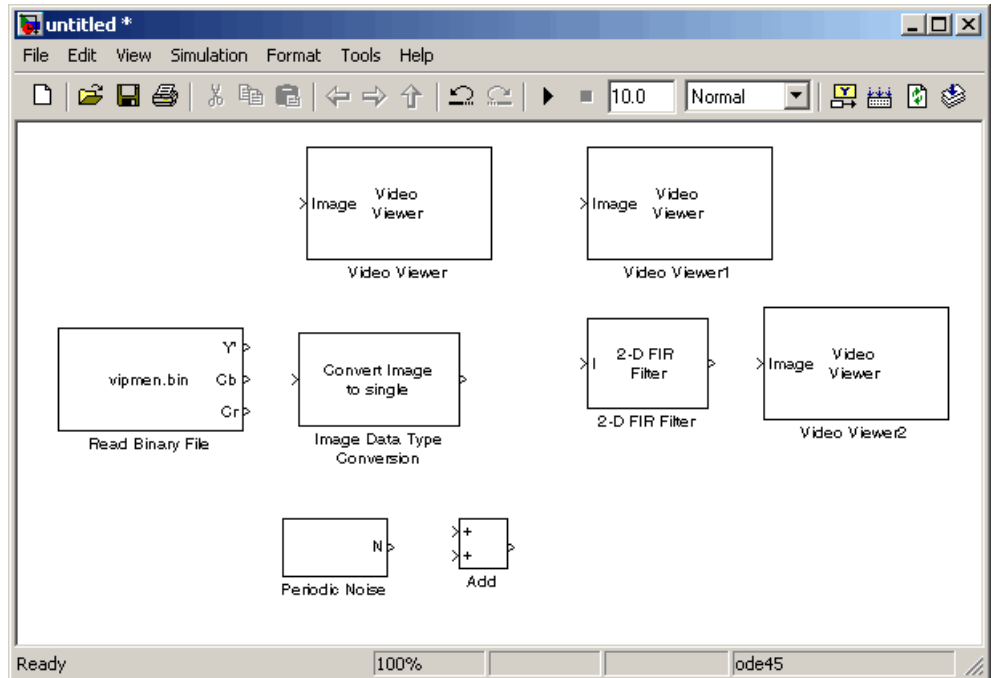 untitled *
File Edit View Simulation Format Tools Help
10.0 Normal
Image Video Viewer
Video Viewer
Image Video Viewer
Video Viewer1
vipmen.bin
Y'
Cb
Cr
Read Binary File
Convert Image
to single
Image Data Type
Conversion
I 2-D FIR
Filter
2-D FIR Filter
Image Video Viewer
Video Viewer2
N
Periodic Noise
+
+
Add
Ready 100% ode45